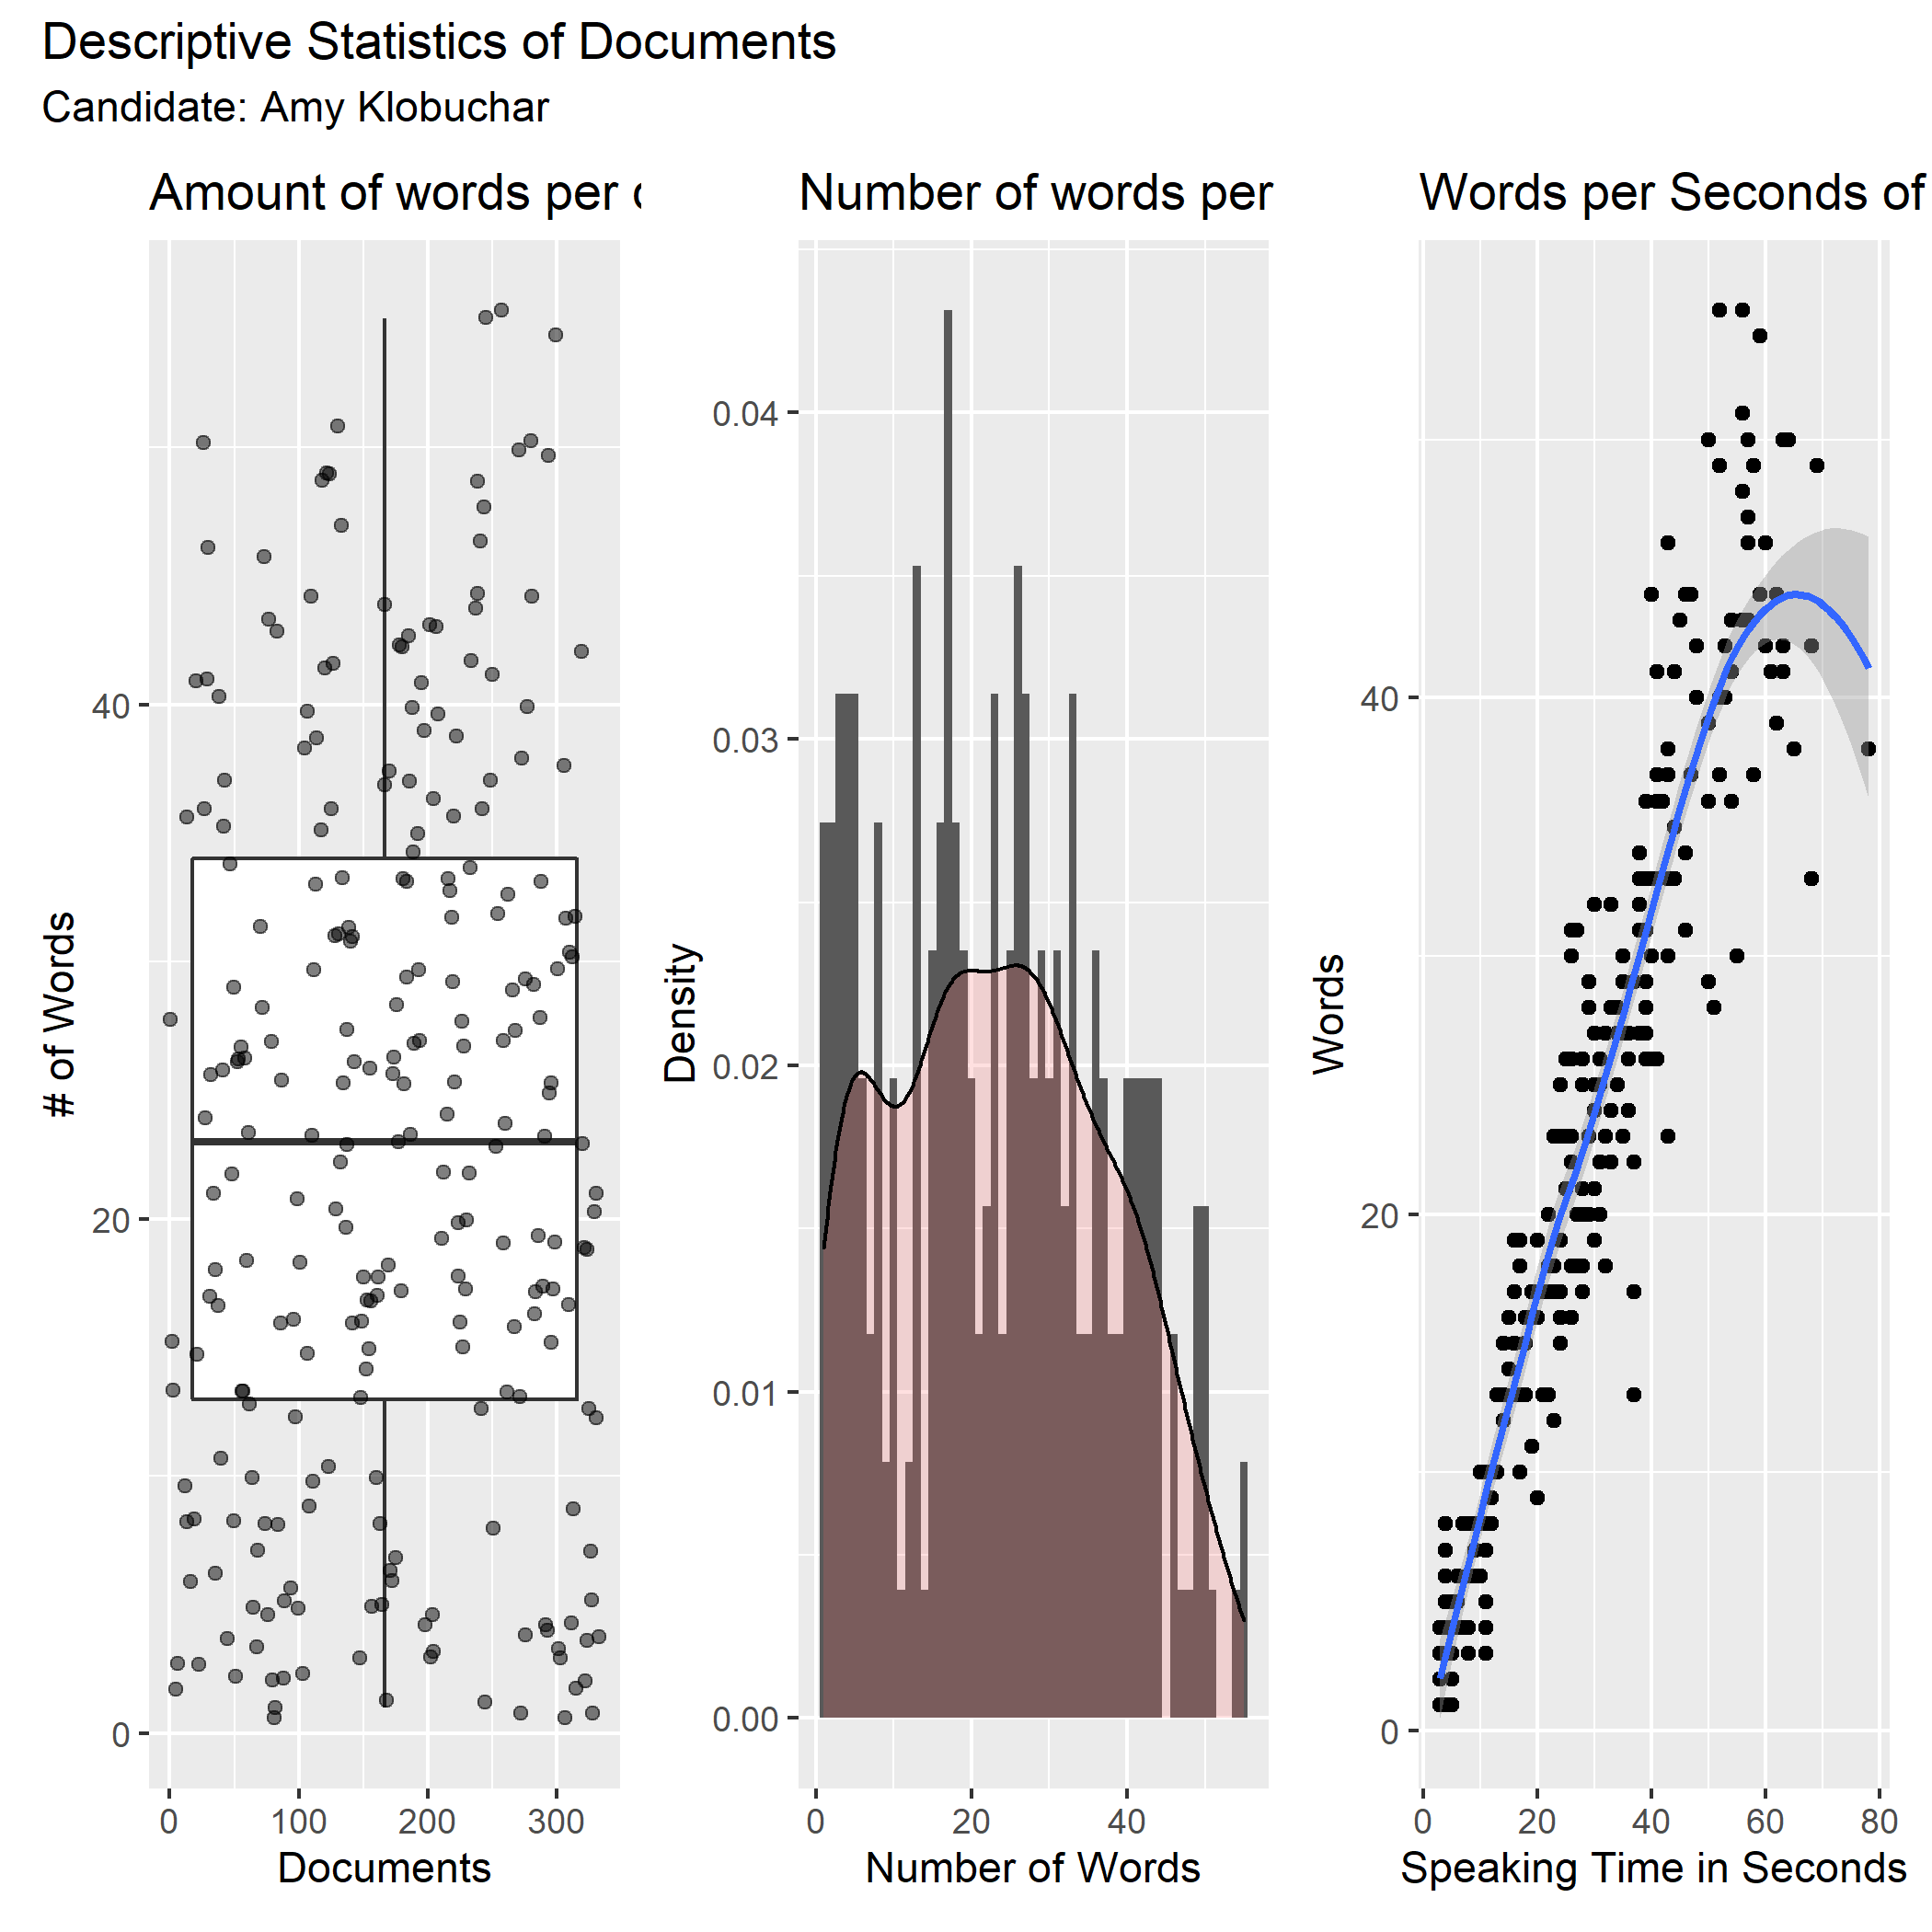 Descriptive Statistics of Documents
Candidate: Amy Klobuchar
Amount of words per
# of Words
40
20
0
0 100 200 300
Documents
Number of words per
Density
0.04
0.03
0.02
0.01
0.00
0 20 40
Number of Words
Words per Seconds of
Words
40
20
0
0 20 40 60 80
Speaking Time in Seconds